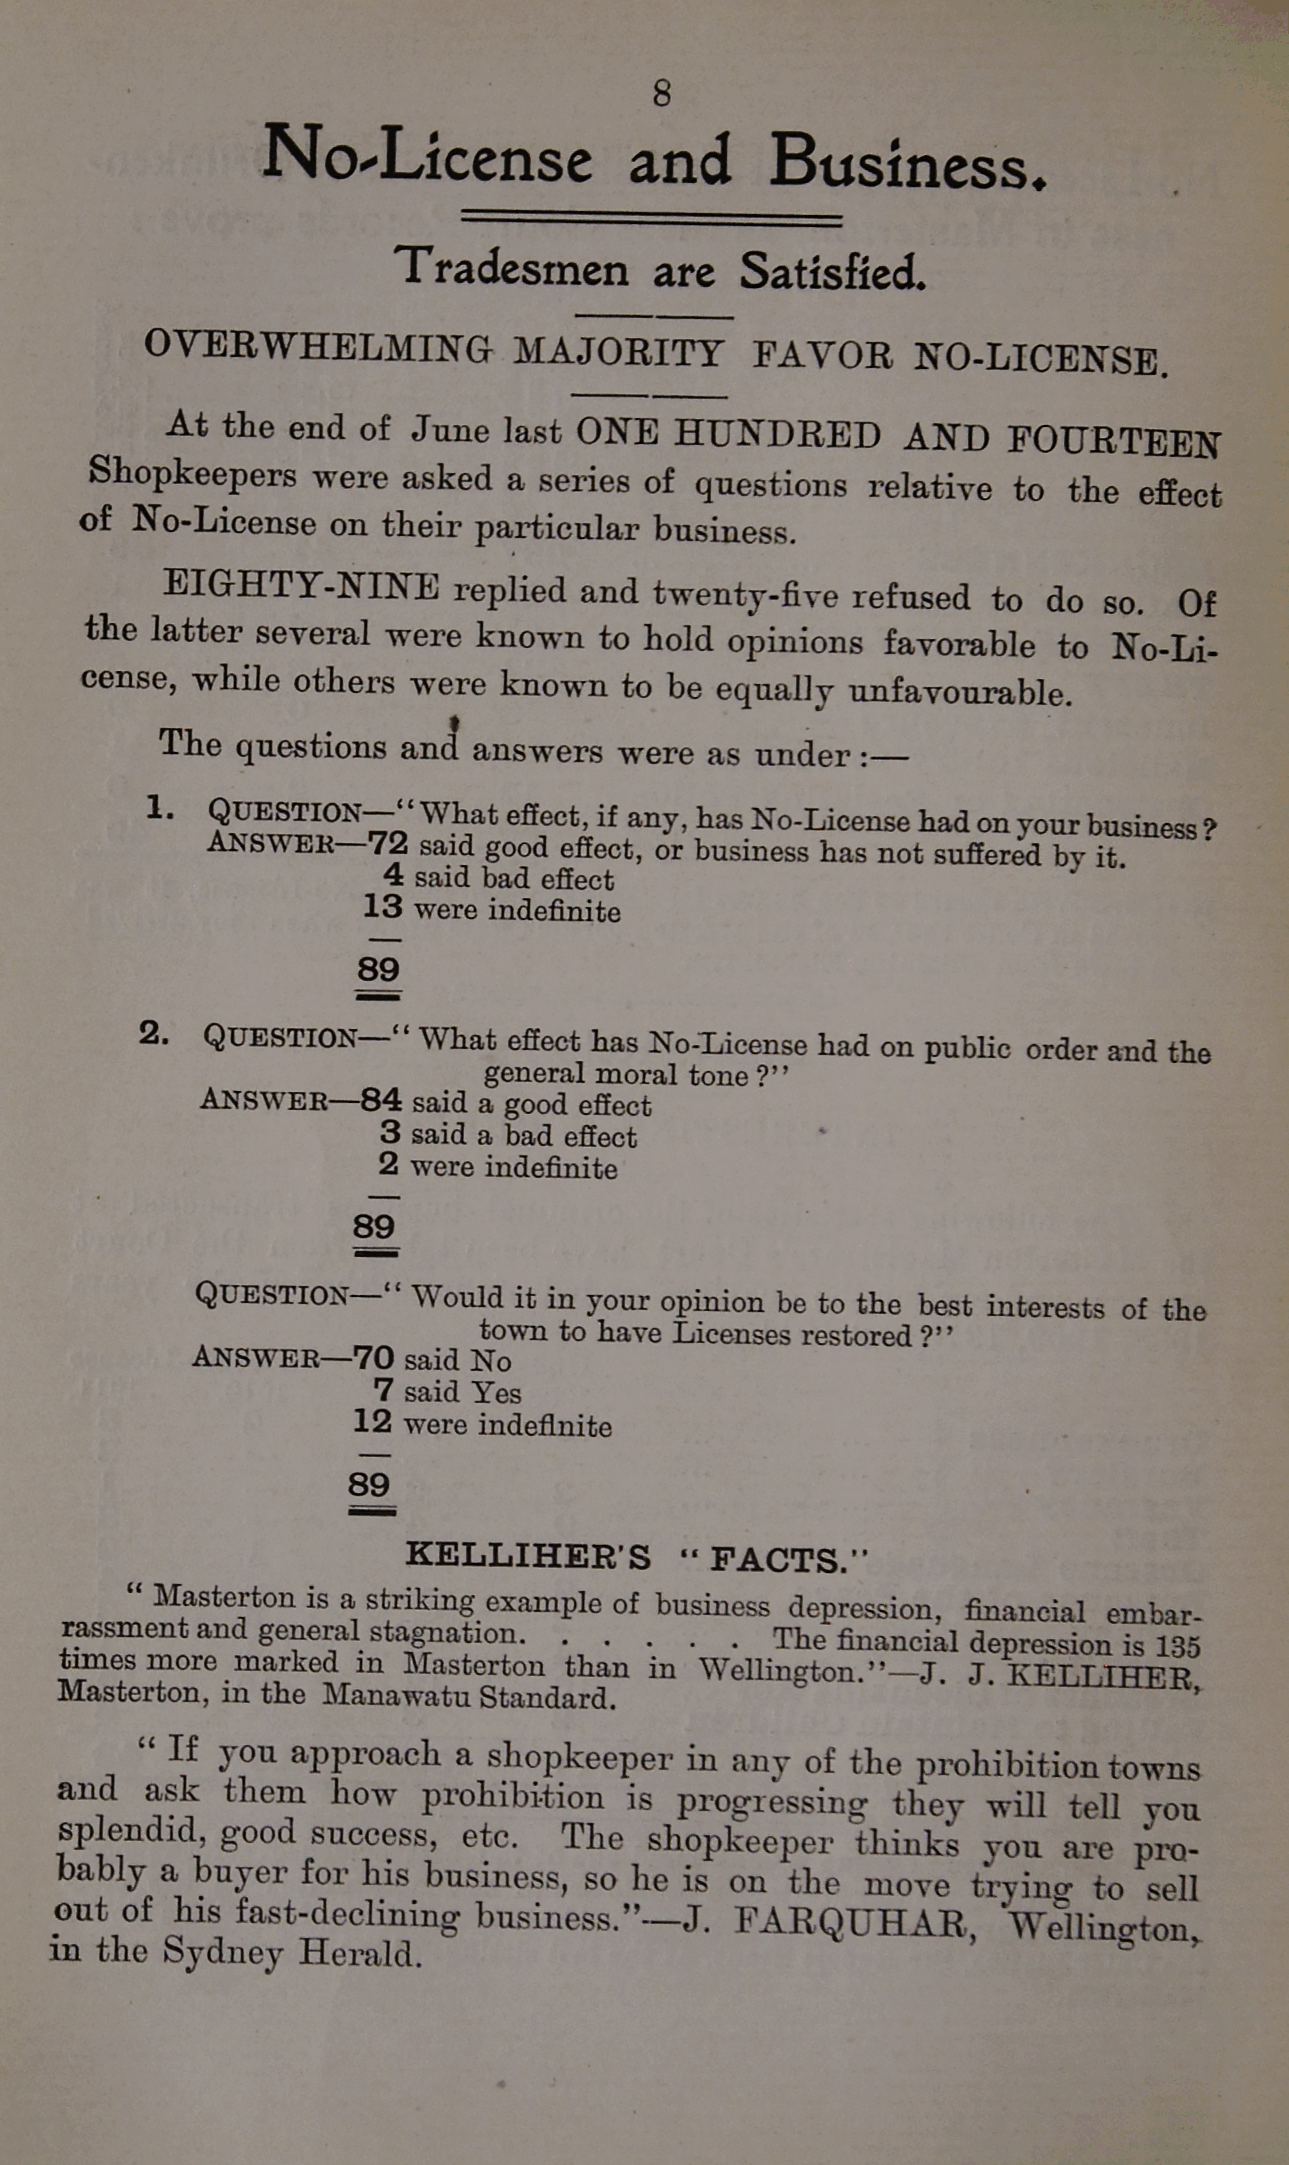 8
No-License and Business.
Tradesmen are Satisfied.
OVERWHELMING MAJORITY FAVOR NO-LICENSE.
At the end of June last ONE HUNDRED AND FOURTEEN
Shopkeepers were asked a series of questions relative to the effect
of No-License on their particular business.
EIGHTY-NINE replied and twenty-five refused to do so. Of
the latter several were known to hold opinions favorable to No-Li-
cense, while others were known to be equally unfavourable.
The questions and answers were as under :—
1. QUESTION—“What effect, if any, has No-License had on your business ?
ANSWER—72 said good effect, or business has not suffered by it.
4 said bad effect
13 were indefinite
89
2. QUESTION—“ What effect has No-License had on public order and the
general moral tone ?”
ANSWER—84 said a good effect
3 said a bad effect
2 were indefinite
89
QUESTION—“ Would it in your opinion be to the best interests of the
town to have Licenses restored ?”
ANSWER—70 said No
7 said Yes
12 were indefinite
89
KELLIHER'S “ FACTS.”
“ Masterton is a striking example of business depression, financial embar-
rassment and general stagnation. . . . . . The financial depression is 135
times more marked in Masterton than in Wellington.”—J. J. KELLIHER,
Masterton, in the Manawatu Standard.
“ If you approach a shopkeeper in any of the prohibition towns
and ask them how prohibition is progressing they will tell you
splendid, good success, etc. The shopkeeper thinks you are pro-
bably a buyer for his business, so he is on the move trying to sell
out of his fast-declining business.”—J. FARQUHAR, Wellington,
in the Sydney Herald.